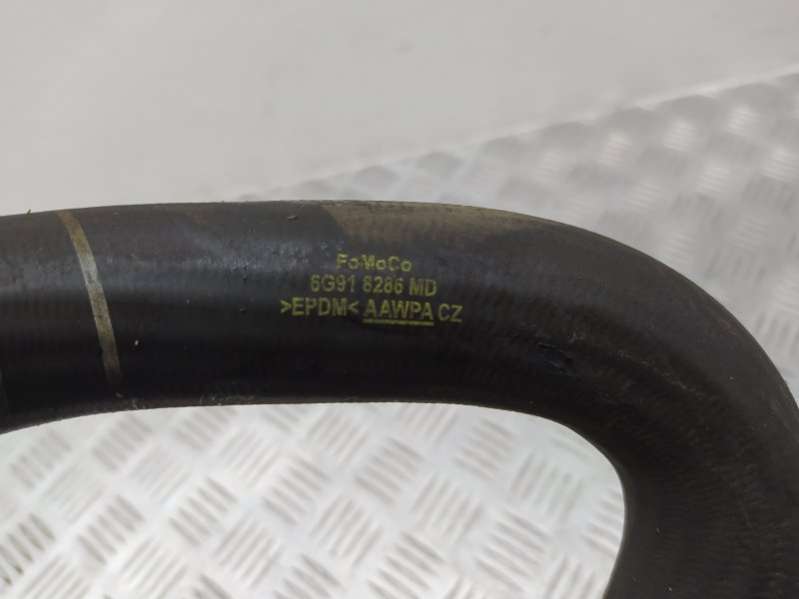 FoMoCo
6G91 8286 MD
>EPDM< AAWPA CZ